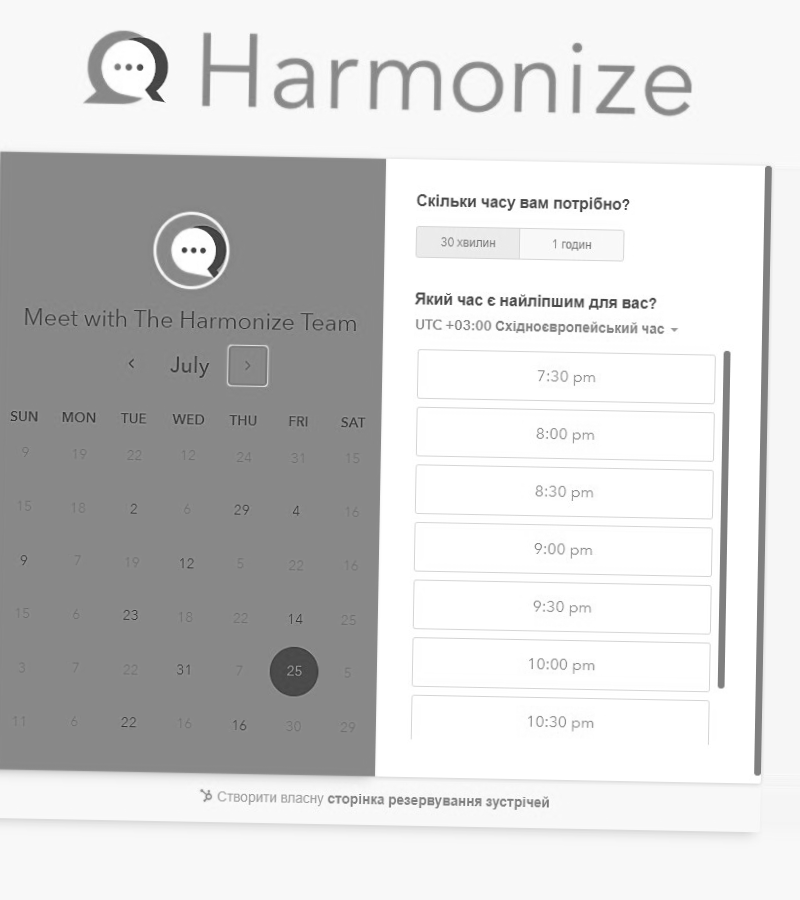 Harmonize
Meet with The Harmonize Team
July
SUN MON TUE WED THU FRI SAT
9 19 22 12 24 31 15
15 18 2 6 29 4 16
9 7 19 12 5 22 16
15 6 23 18 22 14 25
3 7 22 31 7 25 5
11 6 22 16 16 30 29
Скільки часу вам потрібно?
30 хвилин 1 годин
Який час є найліпшим для вас?
UTC +03:00 Східноєвропейський час
7:30 pm
8:00 pm
8:30 pm
9:00 pm
9:30 pm
10:00 pm
10:30 pm
Створити власну сторінка резервування зустрічей